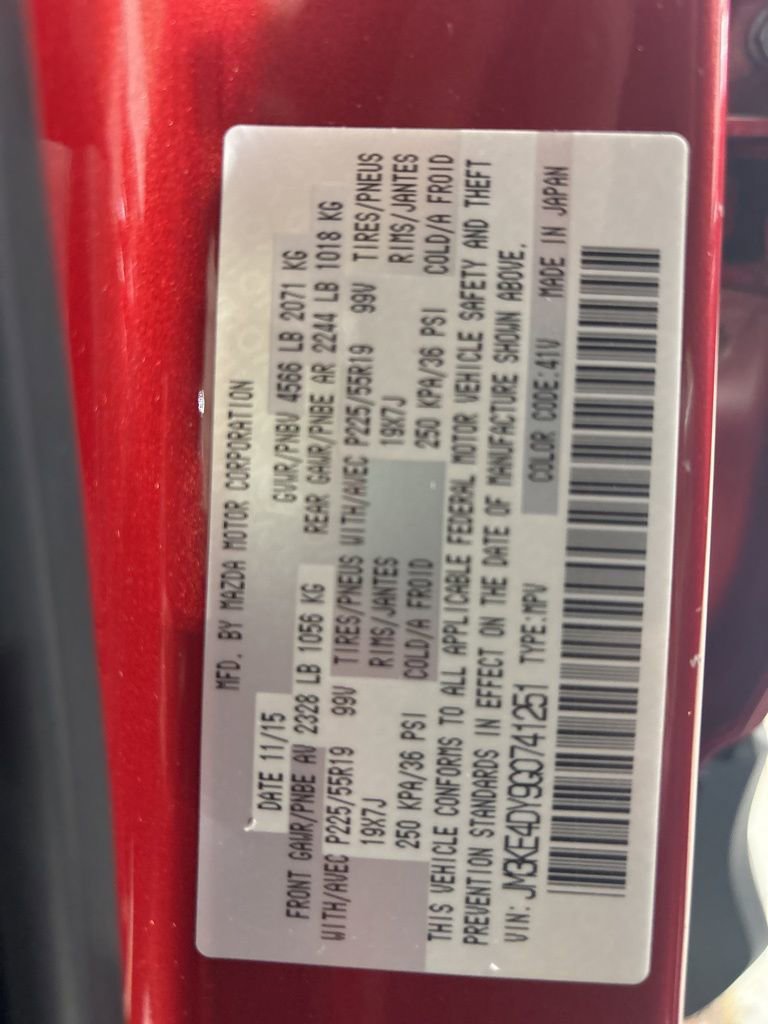 MFD. BY MAZDA MOTOR CORPORATION
DATE 11/15 GVWR/PNBV 4566 LB 2071 KG
FRONT GAWR/PNBE AV 2328 LB 1056 KG REAR GAWR/PNBE AR 2244 LB 1018 KG
WITH/AVEC P225/55R19 99V TIRES/PNEUS WITH/AVEC P225/55R19 99V TIRES/PNEUS
19X7J RIMS/JANTES 19X7J RIMS/JANTES
250 KPA/36 PSI COLD/A FROID 250 KPA/36 PSI COLD/A FROID
THIS VEHICLE CONFORMS TO ALL APPLICABLE FEDERAL MOTOR VEHICLE SAFETY AND THEFT
PREVENTION STANDARDS IN EFFECT ON THE DATE OF MANUFACTURE SHOWN ABOVE.
VIN: JM3KE4DY9G0741251 TYPE:MPV COLOR CODE:41V MADE IN JAPAN